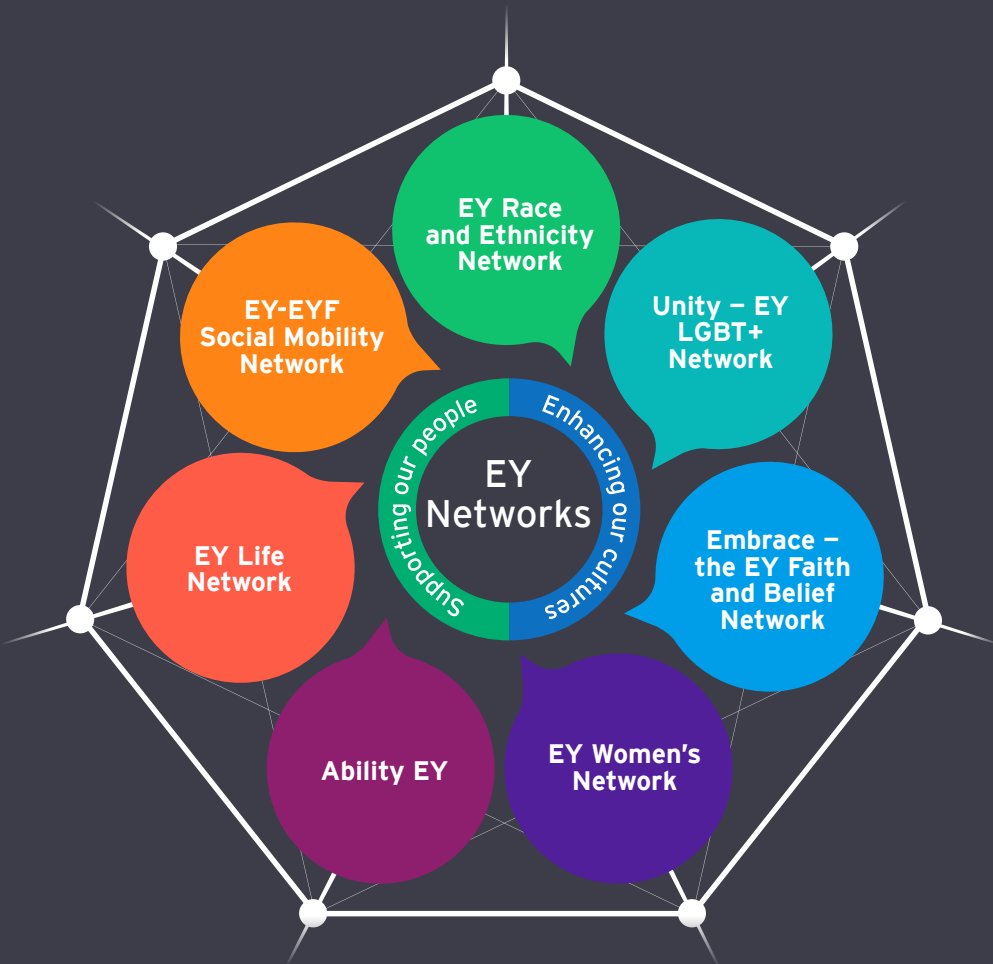 EY Race
and Ethnicity
Network
Unity – EY
LGBT+
Network
Embrace –
the EY Faith
and Belief
Network
EY Women’s
Network
Ability EY
EY Life
Network
EY-EYF
Social Mobility
Network
Supporting our people
Enhancing our cultures
EY
Networks